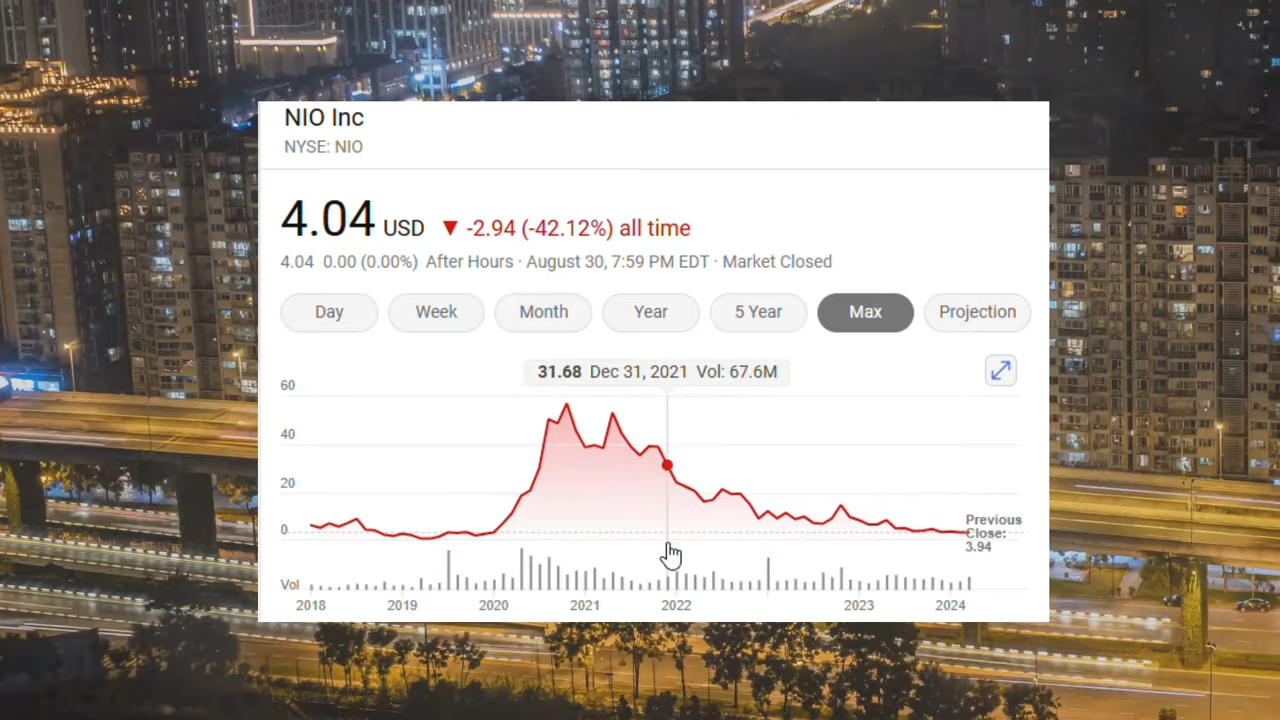 NIO Inc
NYSE: NIO
4.04 USD ▼ -2.94 (-42.12%) all time
4.04 0.00 (0.00%) After Hours · August 30, 7:59 PM EDT · Market Closed
Day Week Month Year 5 Year Max Projection
31.68 Dec 31, 2021 Vol: 67.6M
60
40
20
0
Previous
Close:
3.94
Vol
2018 2019 2020 2021 2022 2023 2024